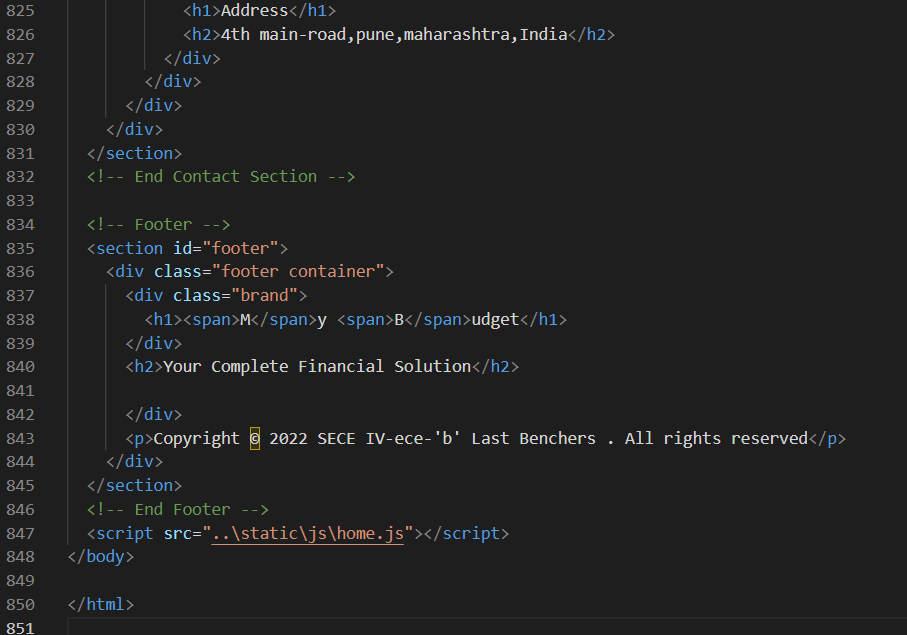 825 <h1>Address</h1>
826 <h2>4th main-road,pune,maharashtra,India</h2>
827 </div>
828 </div>
829 </div>
830 </div>
831 </section>
832 <!-- End Contact Section -->
833
834 <!-- Footer -->
835 <section id="footer">
836 <div class="footer container">
837 <div class="brand">
838 <h1><span>M</span>y <span>B</span>udget</h1>
839 </div>
840 <h2>Your Complete Financial Solution</h2>
841
842 </div>
843 <p>Copyright © 2022 SECE IV-ece-'b' Last Benchers . All rights reserved</p>
844 </div>
845 </section>
846 <!-- End Footer -->
847 <script src="..\static\js\home.js"></script>
848 </body>
849
850 </html>
851